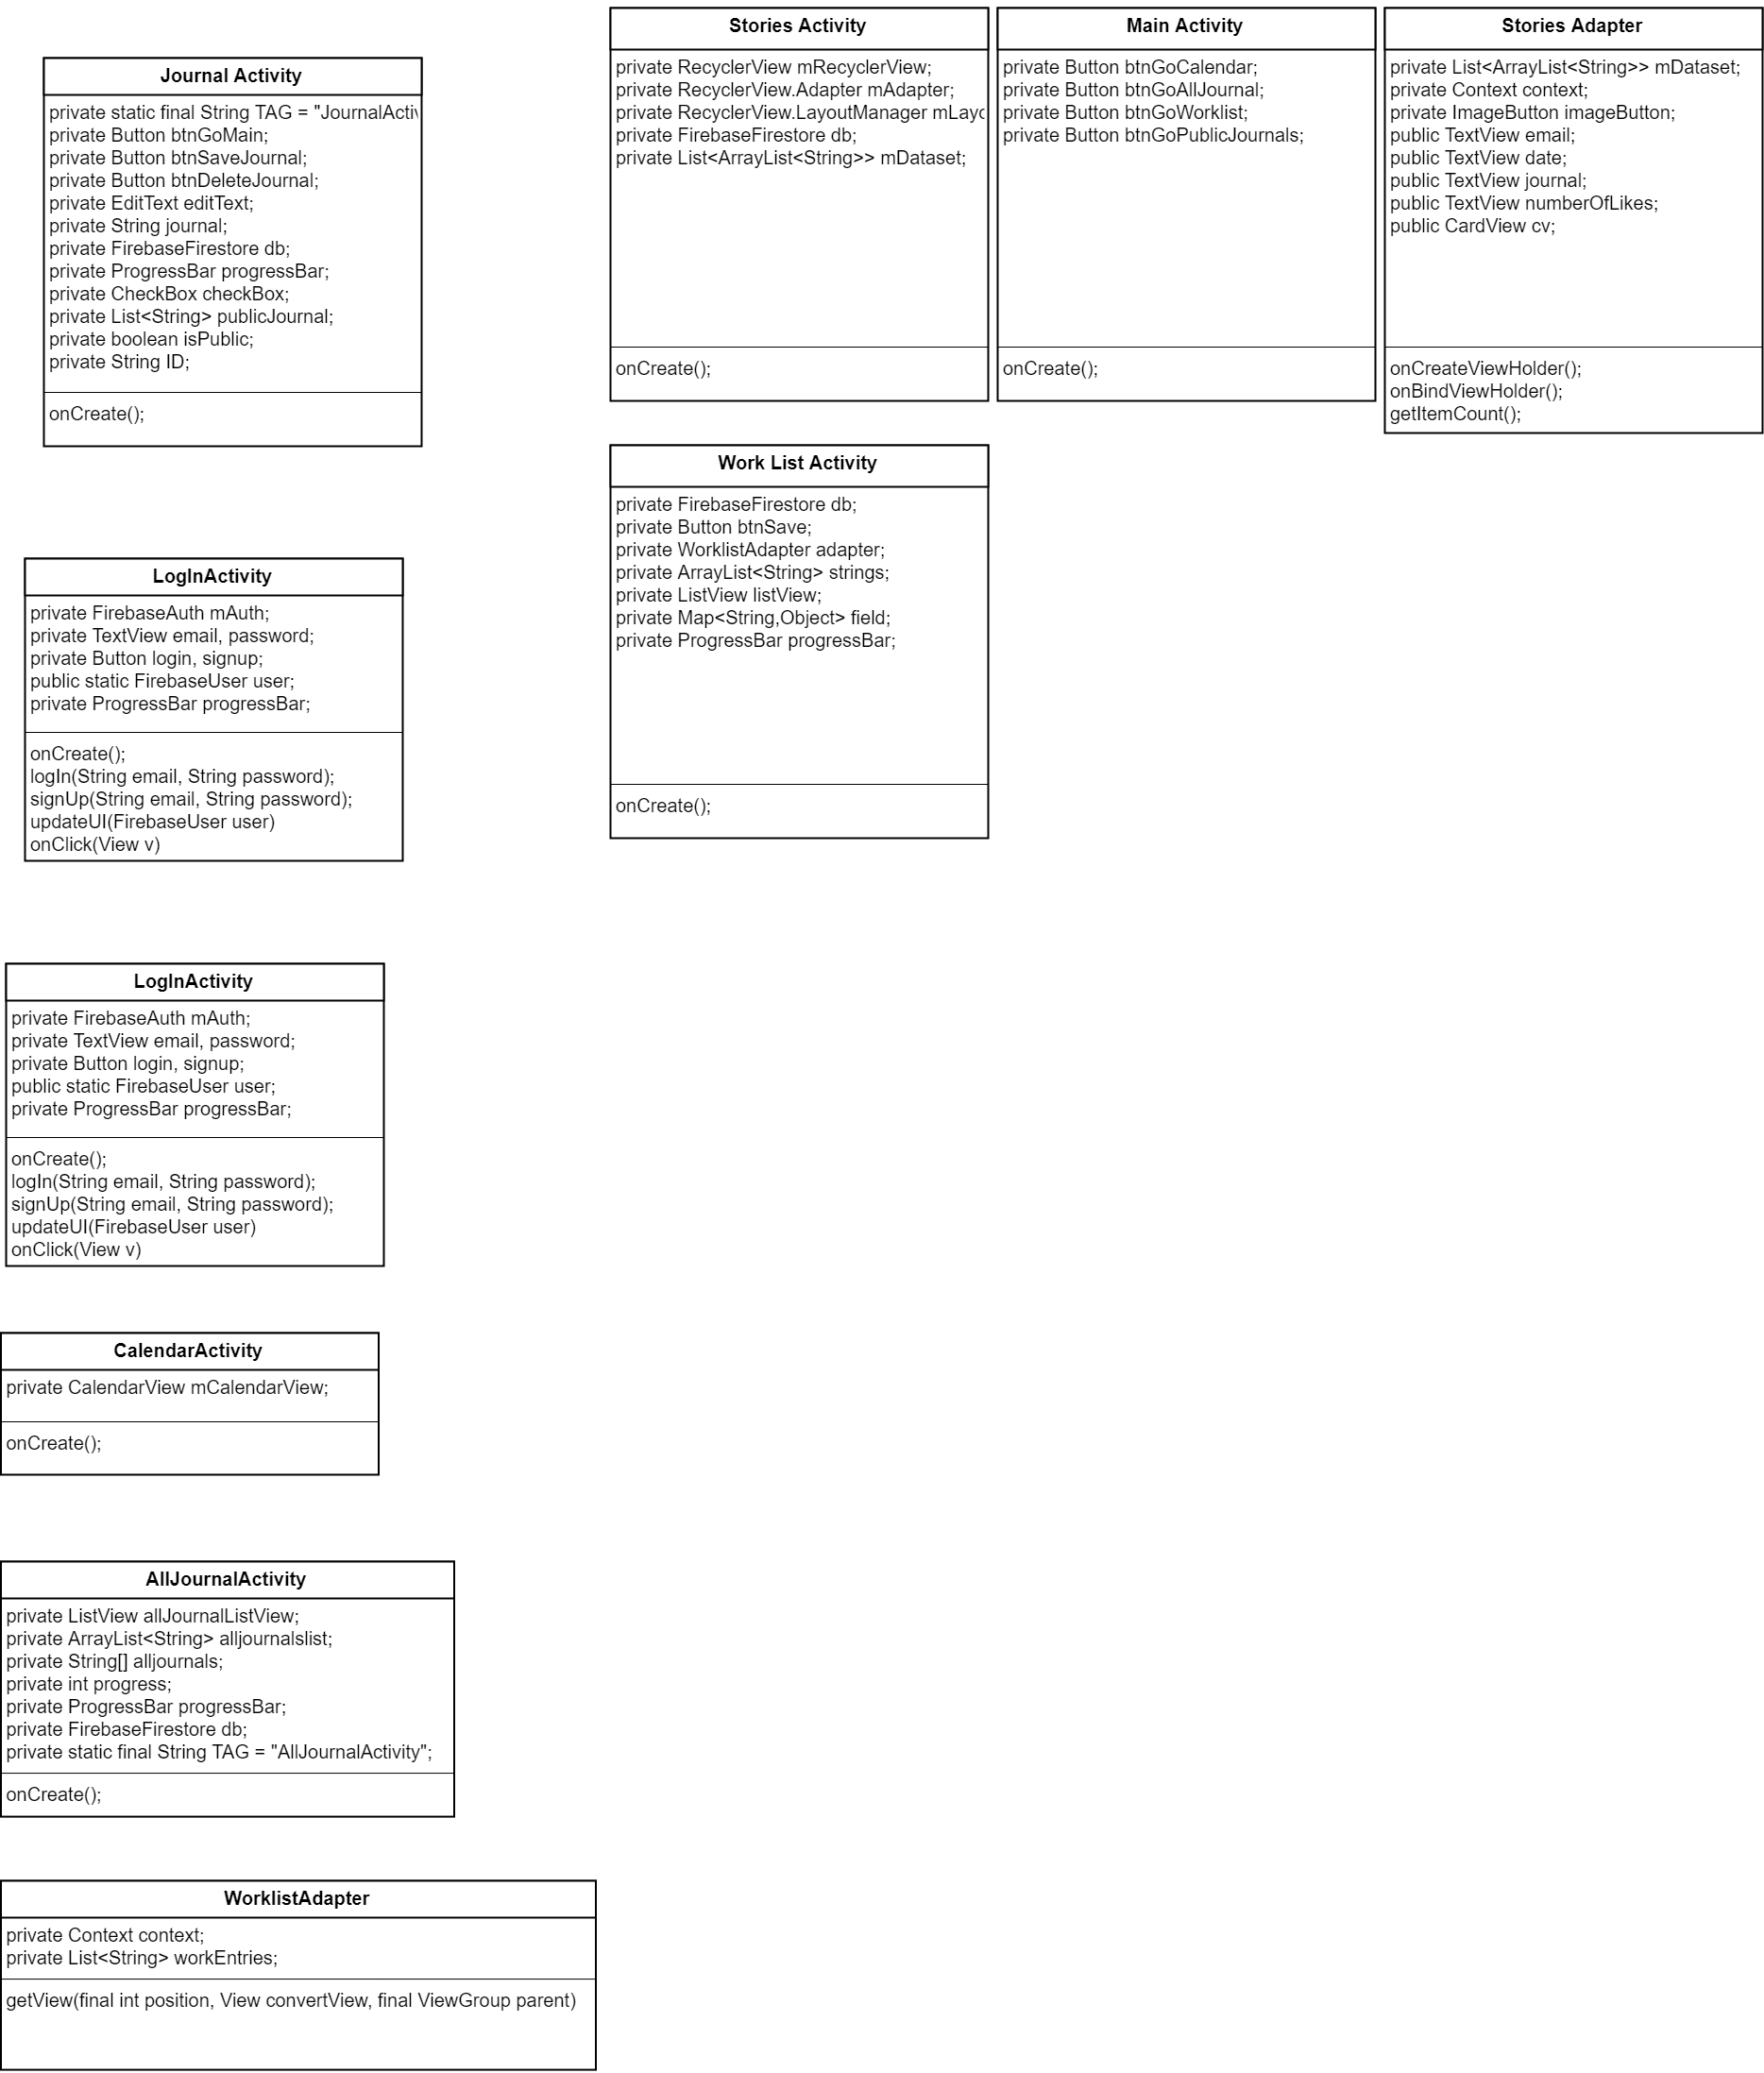 Journal Activity
private static final String TAG = "JournalActiv
private Button btnGoMain;
private Button btnSaveJournal;
private Button btnDeleteJournal;
private EditText editText;
private String journal;
private FirebaseFirestore db;
private ProgressBar progressBar;
private CheckBox checkBox;
private List<String> publicJournal;
private boolean isPublic;
private String ID;
onCreate();
Stories Activity
private RecyclerView mRecyclerView;
private RecyclerView.Adapter mAdapter;
private RecyclerView.LayoutManager mLayo
private FirebaseFirestore db;
private List<ArrayList<String>> mDataset;
onCreate();
Main Activity
private Button btnGoCalendar;
private Button btnGoAllJournal;
private Button btnGoWorklist;
private Button btnGoPublicJournals;
onCreate();
Stories Adapter
private List<ArrayList<String>> mDataset;
private Context context;
private ImageButton imageButton;
public TextView email;
public TextView date;
public TextView journal;
public TextView numberOfLikes;
public CardView cv;
onCreateViewHolder();
onBindViewHolder();
getItemCount();
Work List Activity
private FirebaseFirestore db;
private Button btnSave;
private WorklistAdapter adapter;
private ArrayList<String> strings;
private ListView listView;
private Map<String,Object> field;
private ProgressBar progressBar;
onCreate();
LogInActivity
private FirebaseAuth mAuth;
private TextView email, password;
private Button login, signup;
public static FirebaseUser user;
private ProgressBar progressBar;
onCreate();
logIn(String email, String password);
signUp(String email, String password);
updateUI(FirebaseUser user)
onClick(View v)
LogInActivity
private FirebaseAuth mAuth;
private TextView email, password;
private Button login, signup;
public static FirebaseUser user;
private ProgressBar progressBar;
onCreate();
logIn(String email, String password);
signUp(String email, String password);
updateUI(FirebaseUser user)
onClick(View v)
CalendarActivity
private CalendarView mCalendarView;
onCreate();
AllJournalActivity
private ListView allJournalListView;
private ArrayList<String> alljournalslist;
private String[] alljournals;
private int progress;
private ProgressBar progressBar;
private FirebaseFirestore db;
private static final String TAG = "AllJournalActivity";
onCreate();
WorklistAdapter
private Context context;
private List<String> workEntries;
getView(final int position, View convertView, final ViewGroup parent)